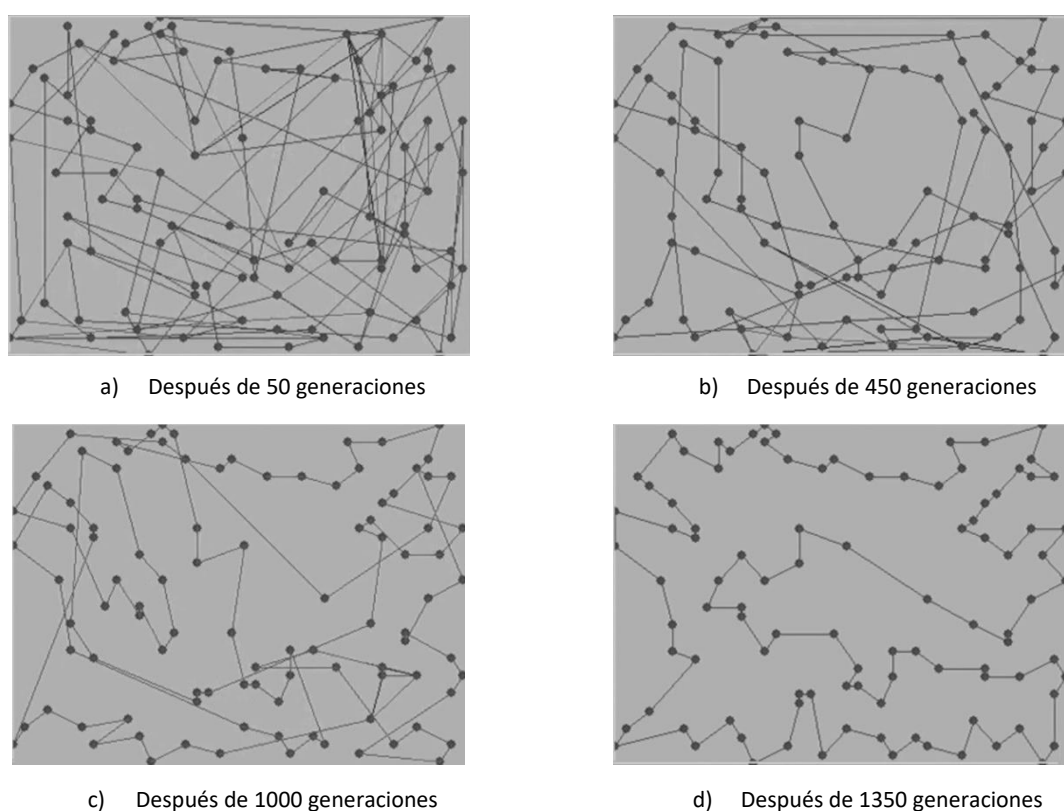 a) Después de 50 generaciones
b) Después de 450 generaciones
c) Después de 1000 generaciones
d) Después de 1350 generaciones